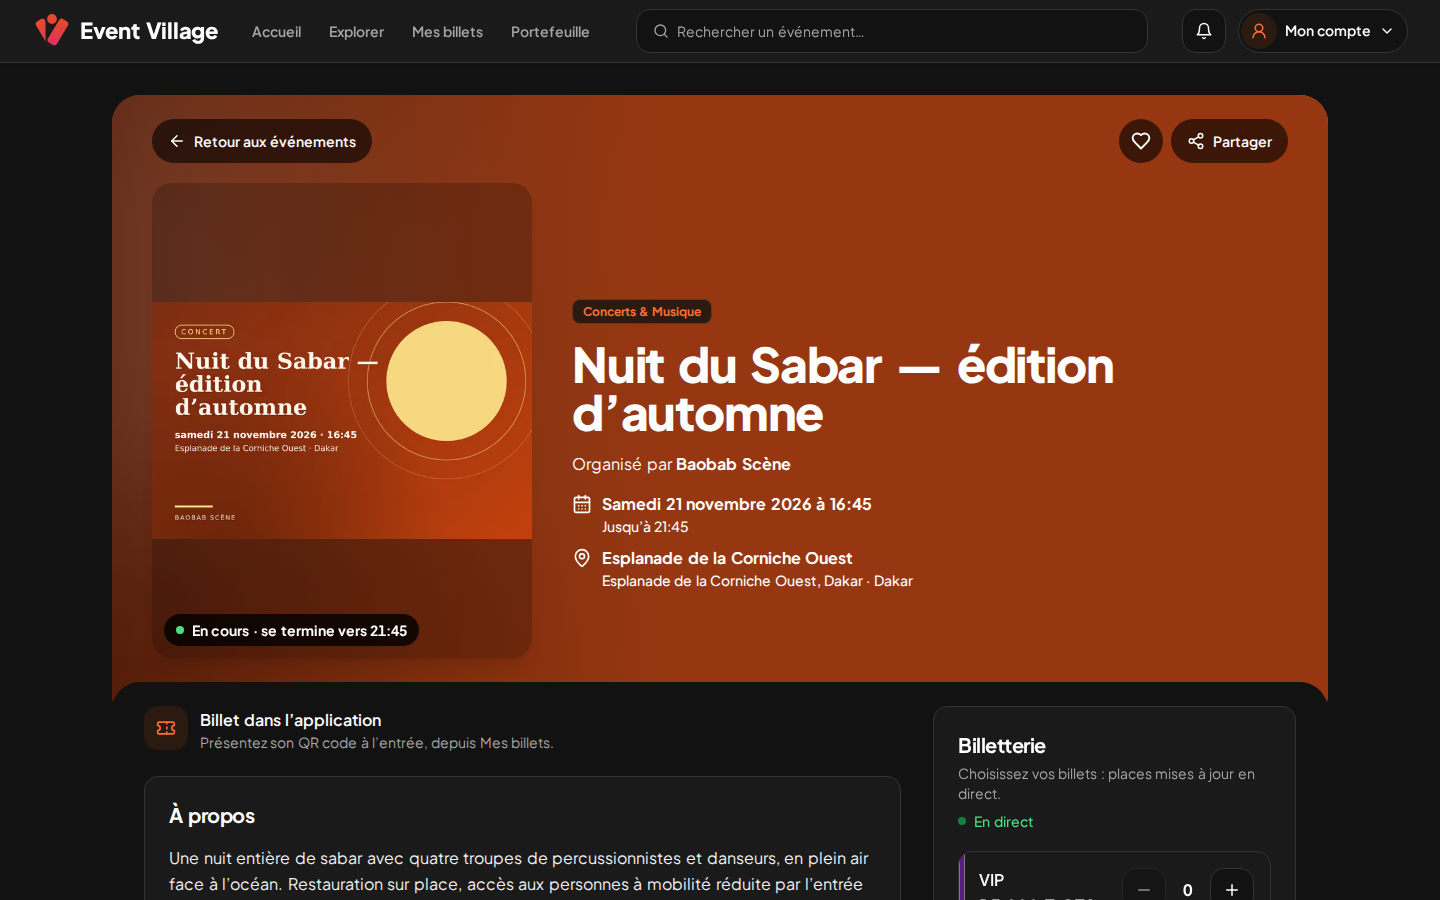 Event Village
Accueil
Explorer
Mes billets
Portefeuille
Rechercher un événement…
Mon compte
Retour aux événements
Partager
CONCERT
Nuit du Sabar —
édition
d’automne
samedi 21 novembre 2026 · 16:45
Esplanade de la Corniche Ouest · Dakar
BAOBAB SCÈNE
En cours · se termine vers 21:45
Concerts & Musique
Nuit du Sabar — édition
d’automne
Organisé par Baobab Scène
Samedi 21 novembre 2026 à 16:45
Jusqu’à 21:45
Esplanade de la Corniche Ouest
Esplanade de la Corniche Ouest, Dakar · Dakar
Billet dans l’application
Présentez son QR code à l’entrée, depuis Mes billets.
À propos
Une nuit entière de sabar avec quatre troupes de percussionnistes et danseurs, en plein air
face à l’océan. Restauration sur place, accès aux personnes à mobilité réduite par l’entrée
Billetterie
Choisissez vos billets : places mises à jour en
direct.
En direct
VIP
0